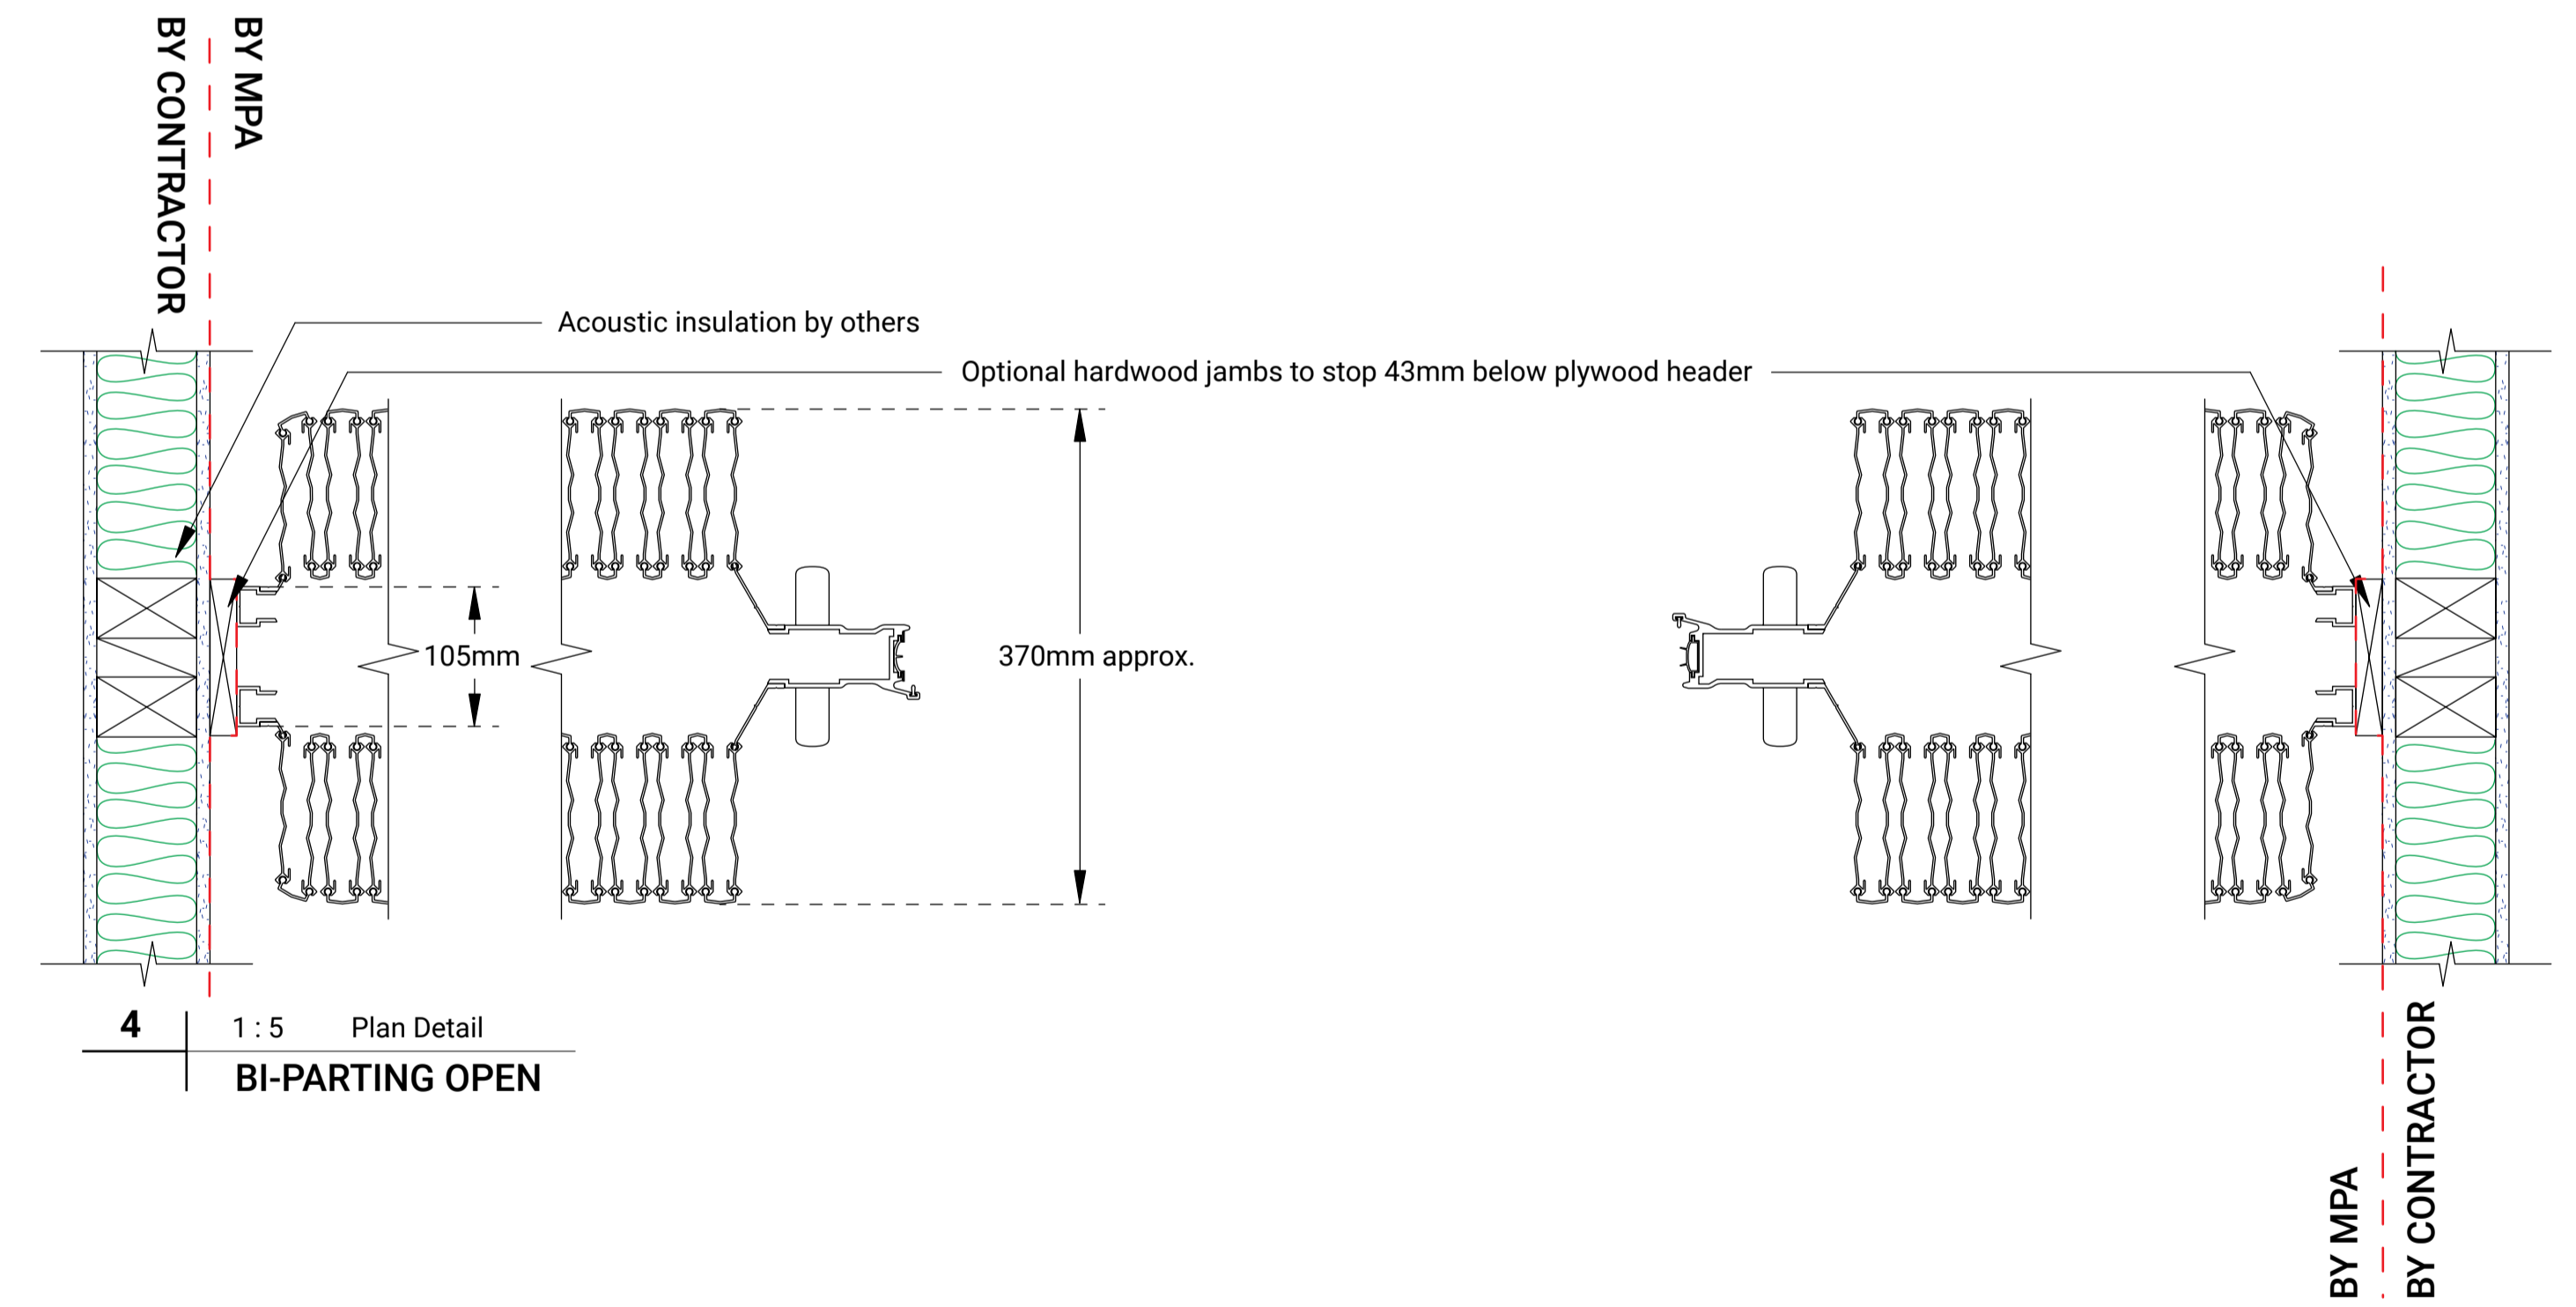 BY CONTRACTOR
BY MPA
Acoustic insulation by others
Optional hardwood jambs to stop 43mm below plywood header
105mm
370mm approx.
4
1 : 5 Plan Detail
BI-PARTING OPEN
BY MPA
BY CONTRACTOR